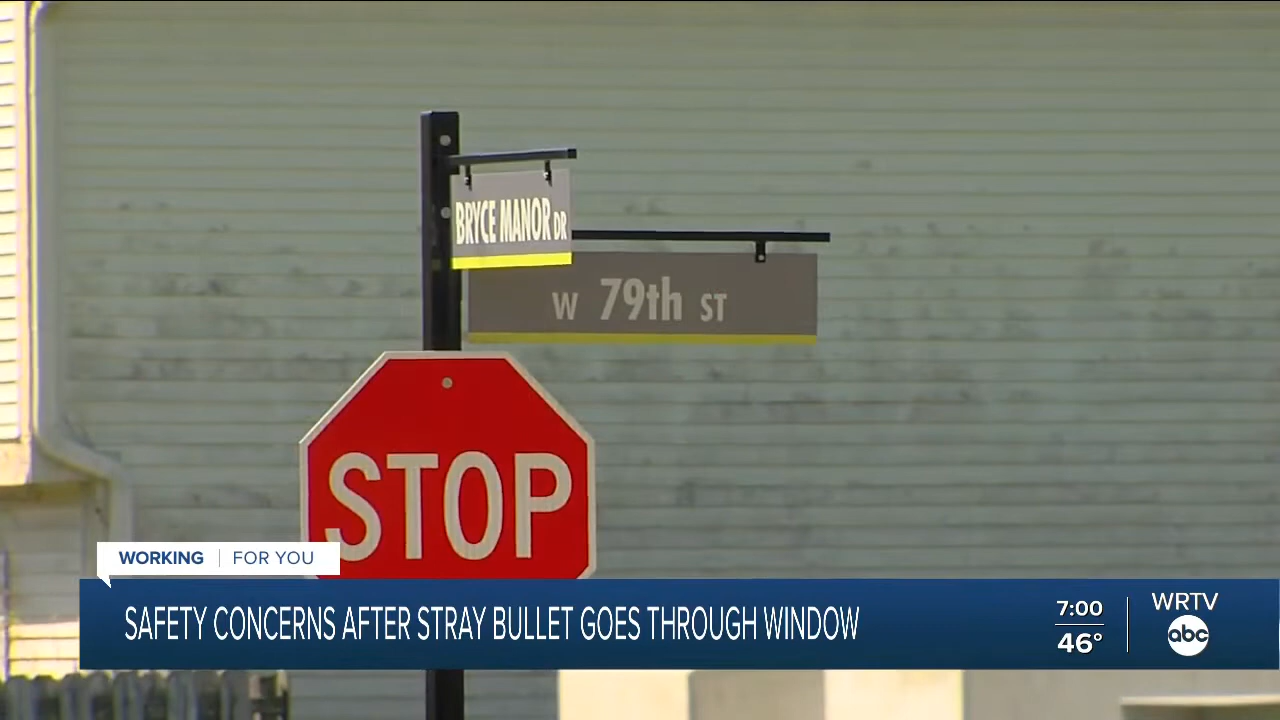 BRYCE MANOR DR
W 79th ST
STOP
WORKING FOR YOU
SAFETY CONCERNS AFTER STRAY BULLET GOES THROUGH WINDOW
7:00
46°
WRTV
abc